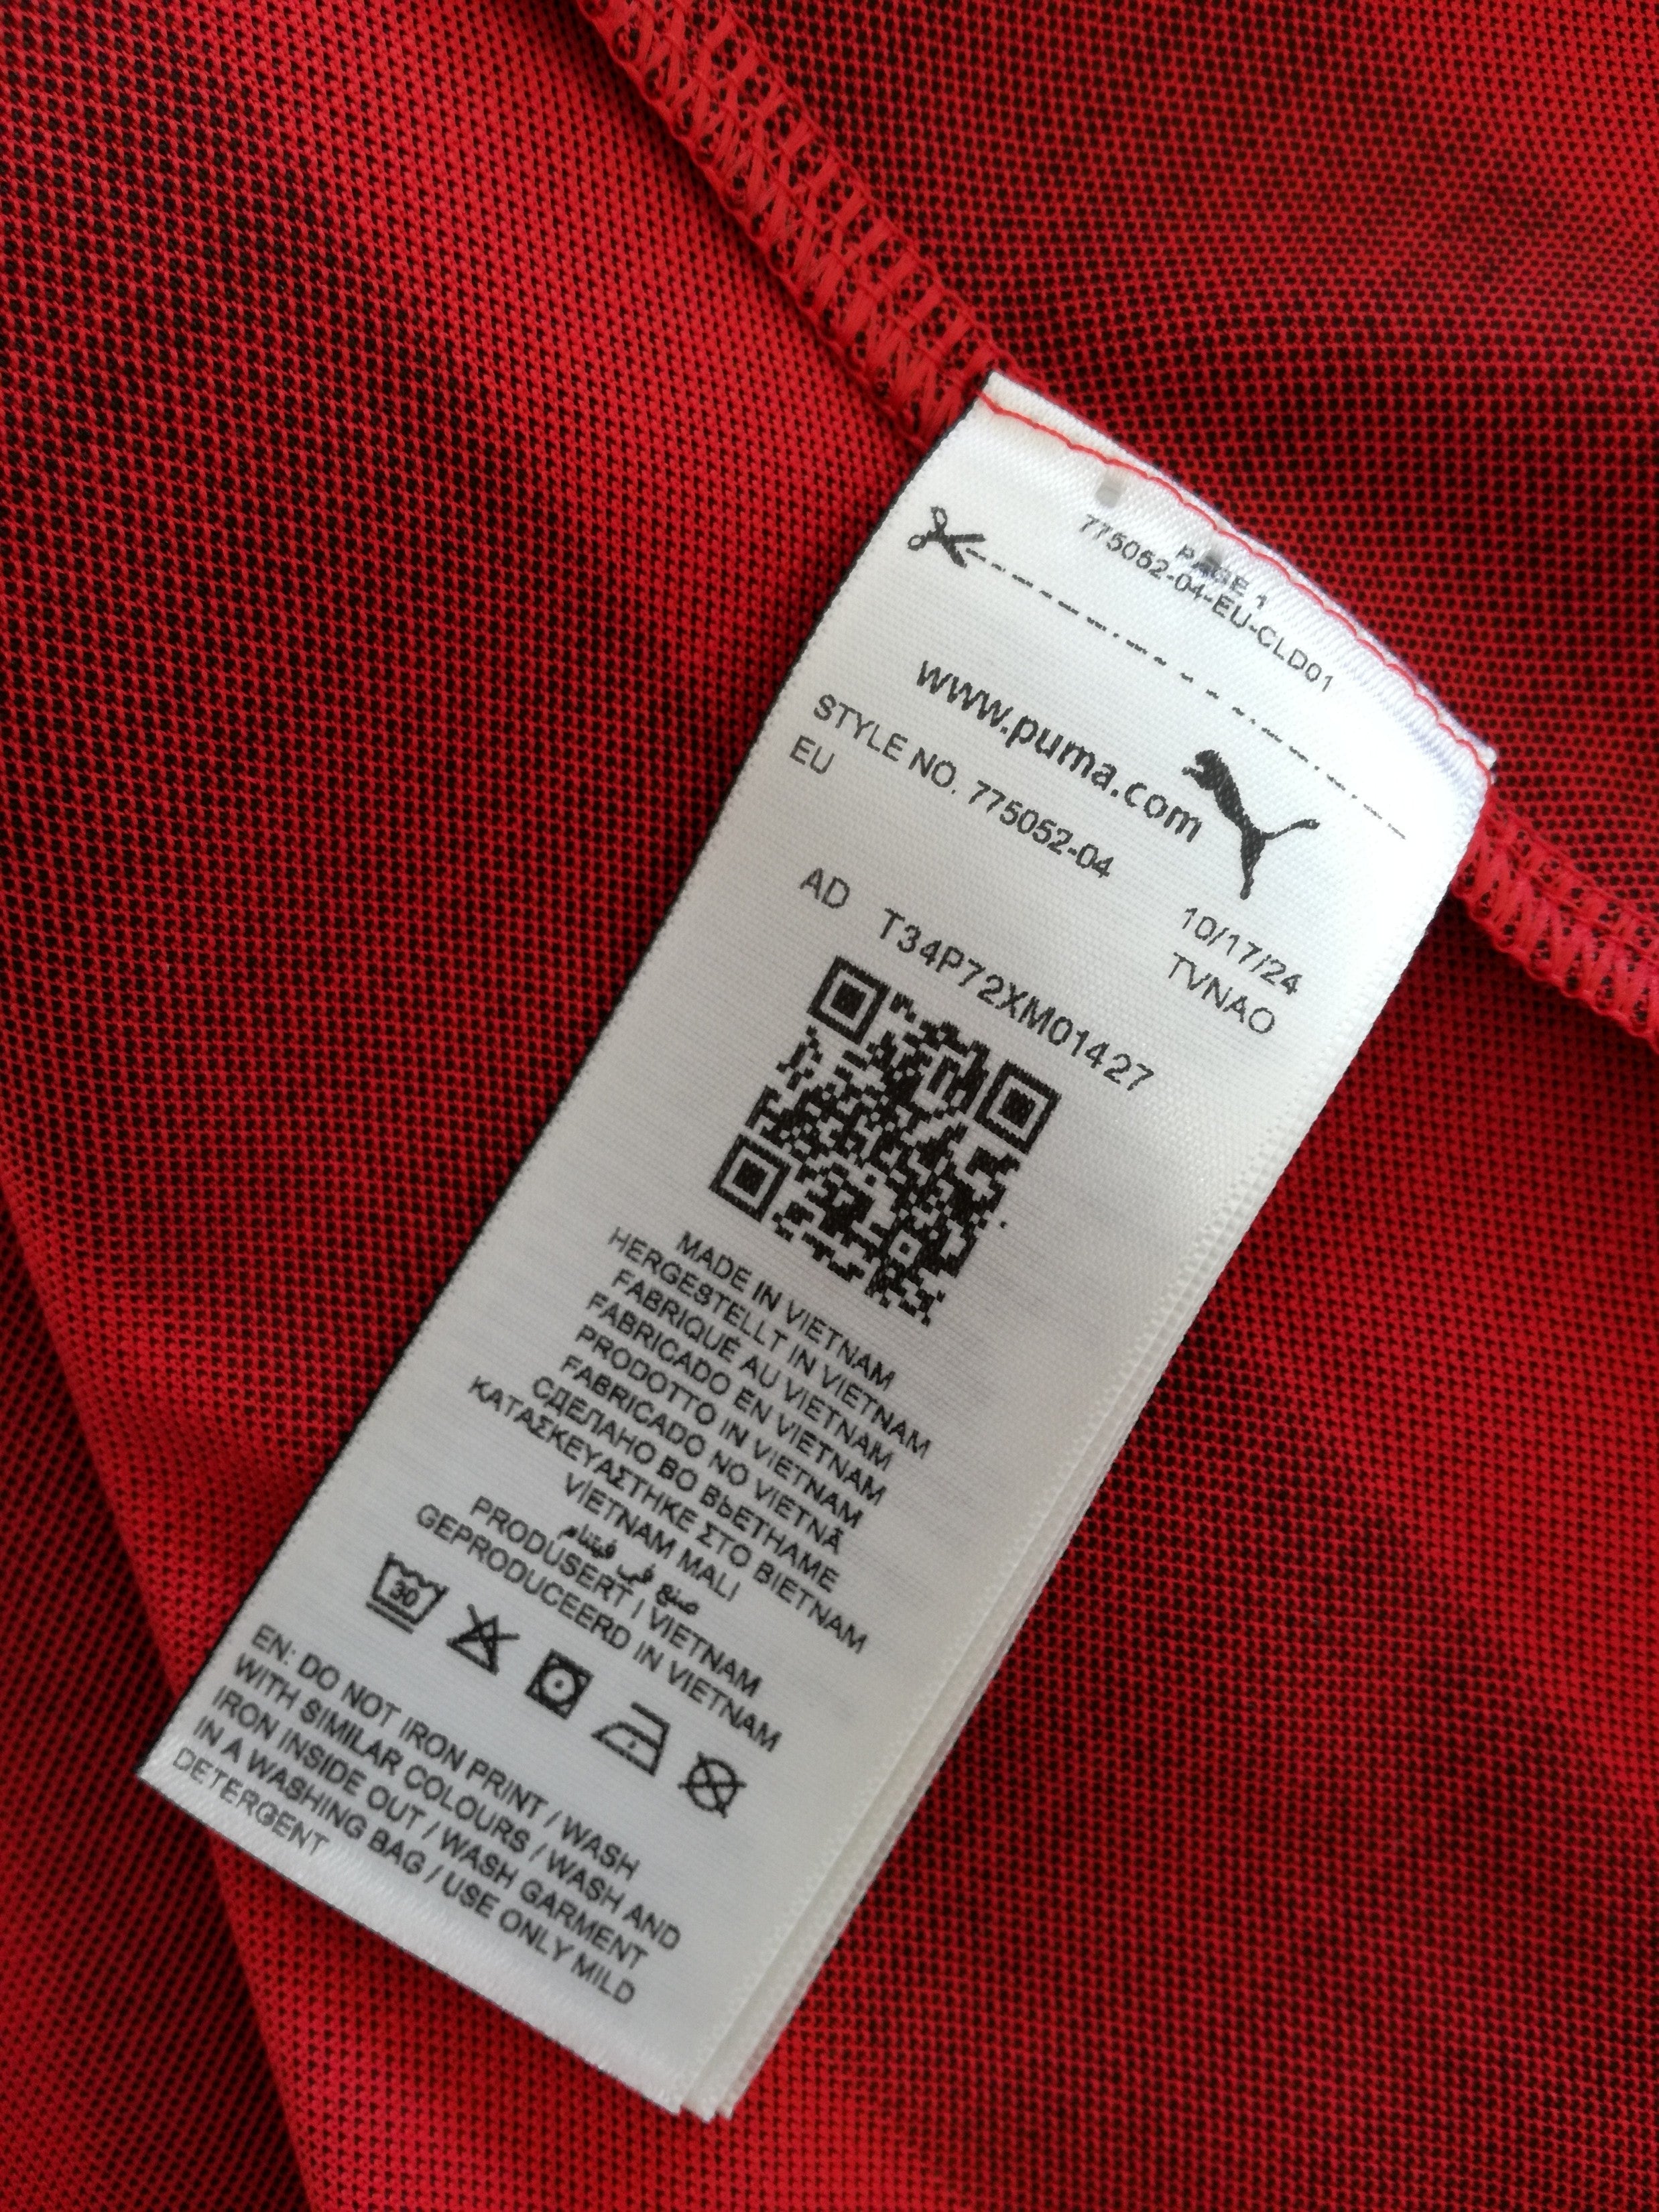 PAGE 1
775052-04-EU-CLD01
www.puma.com
STYLE NO. 775052-04
EU
10/17/24
TVNAO
AD T34P72XM01427
MADE IN VIETNAM
HERGESTELLT IN VIETNAM
FABRIQUÉ AU VIETNAM
FABRICADO EN VIETNAM
PRODOTTO IN VIETNAM
FABRICADO NO VIETNÃ
СДЕЛАНО ВО ВЬЕТНАМЕ
ΚΑΤΑΣΚΕΥΑΣΤΗΚΕ ΣΤΟ ΒΙΕΤΝΑΜ
VİETNAM MALI
صنع في فيتنام
PRODUSERT I VIETNAM
GEPRODUCEERD IN VIETNAM
30
EN: DO NOT IRON PRINT / WASH
WITH SIMILAR COLOURS / WASH AND
IRON INSIDE OUT / WASH GARMENT
IN A WASHING BAG / USE ONLY MILD
DETERGENT